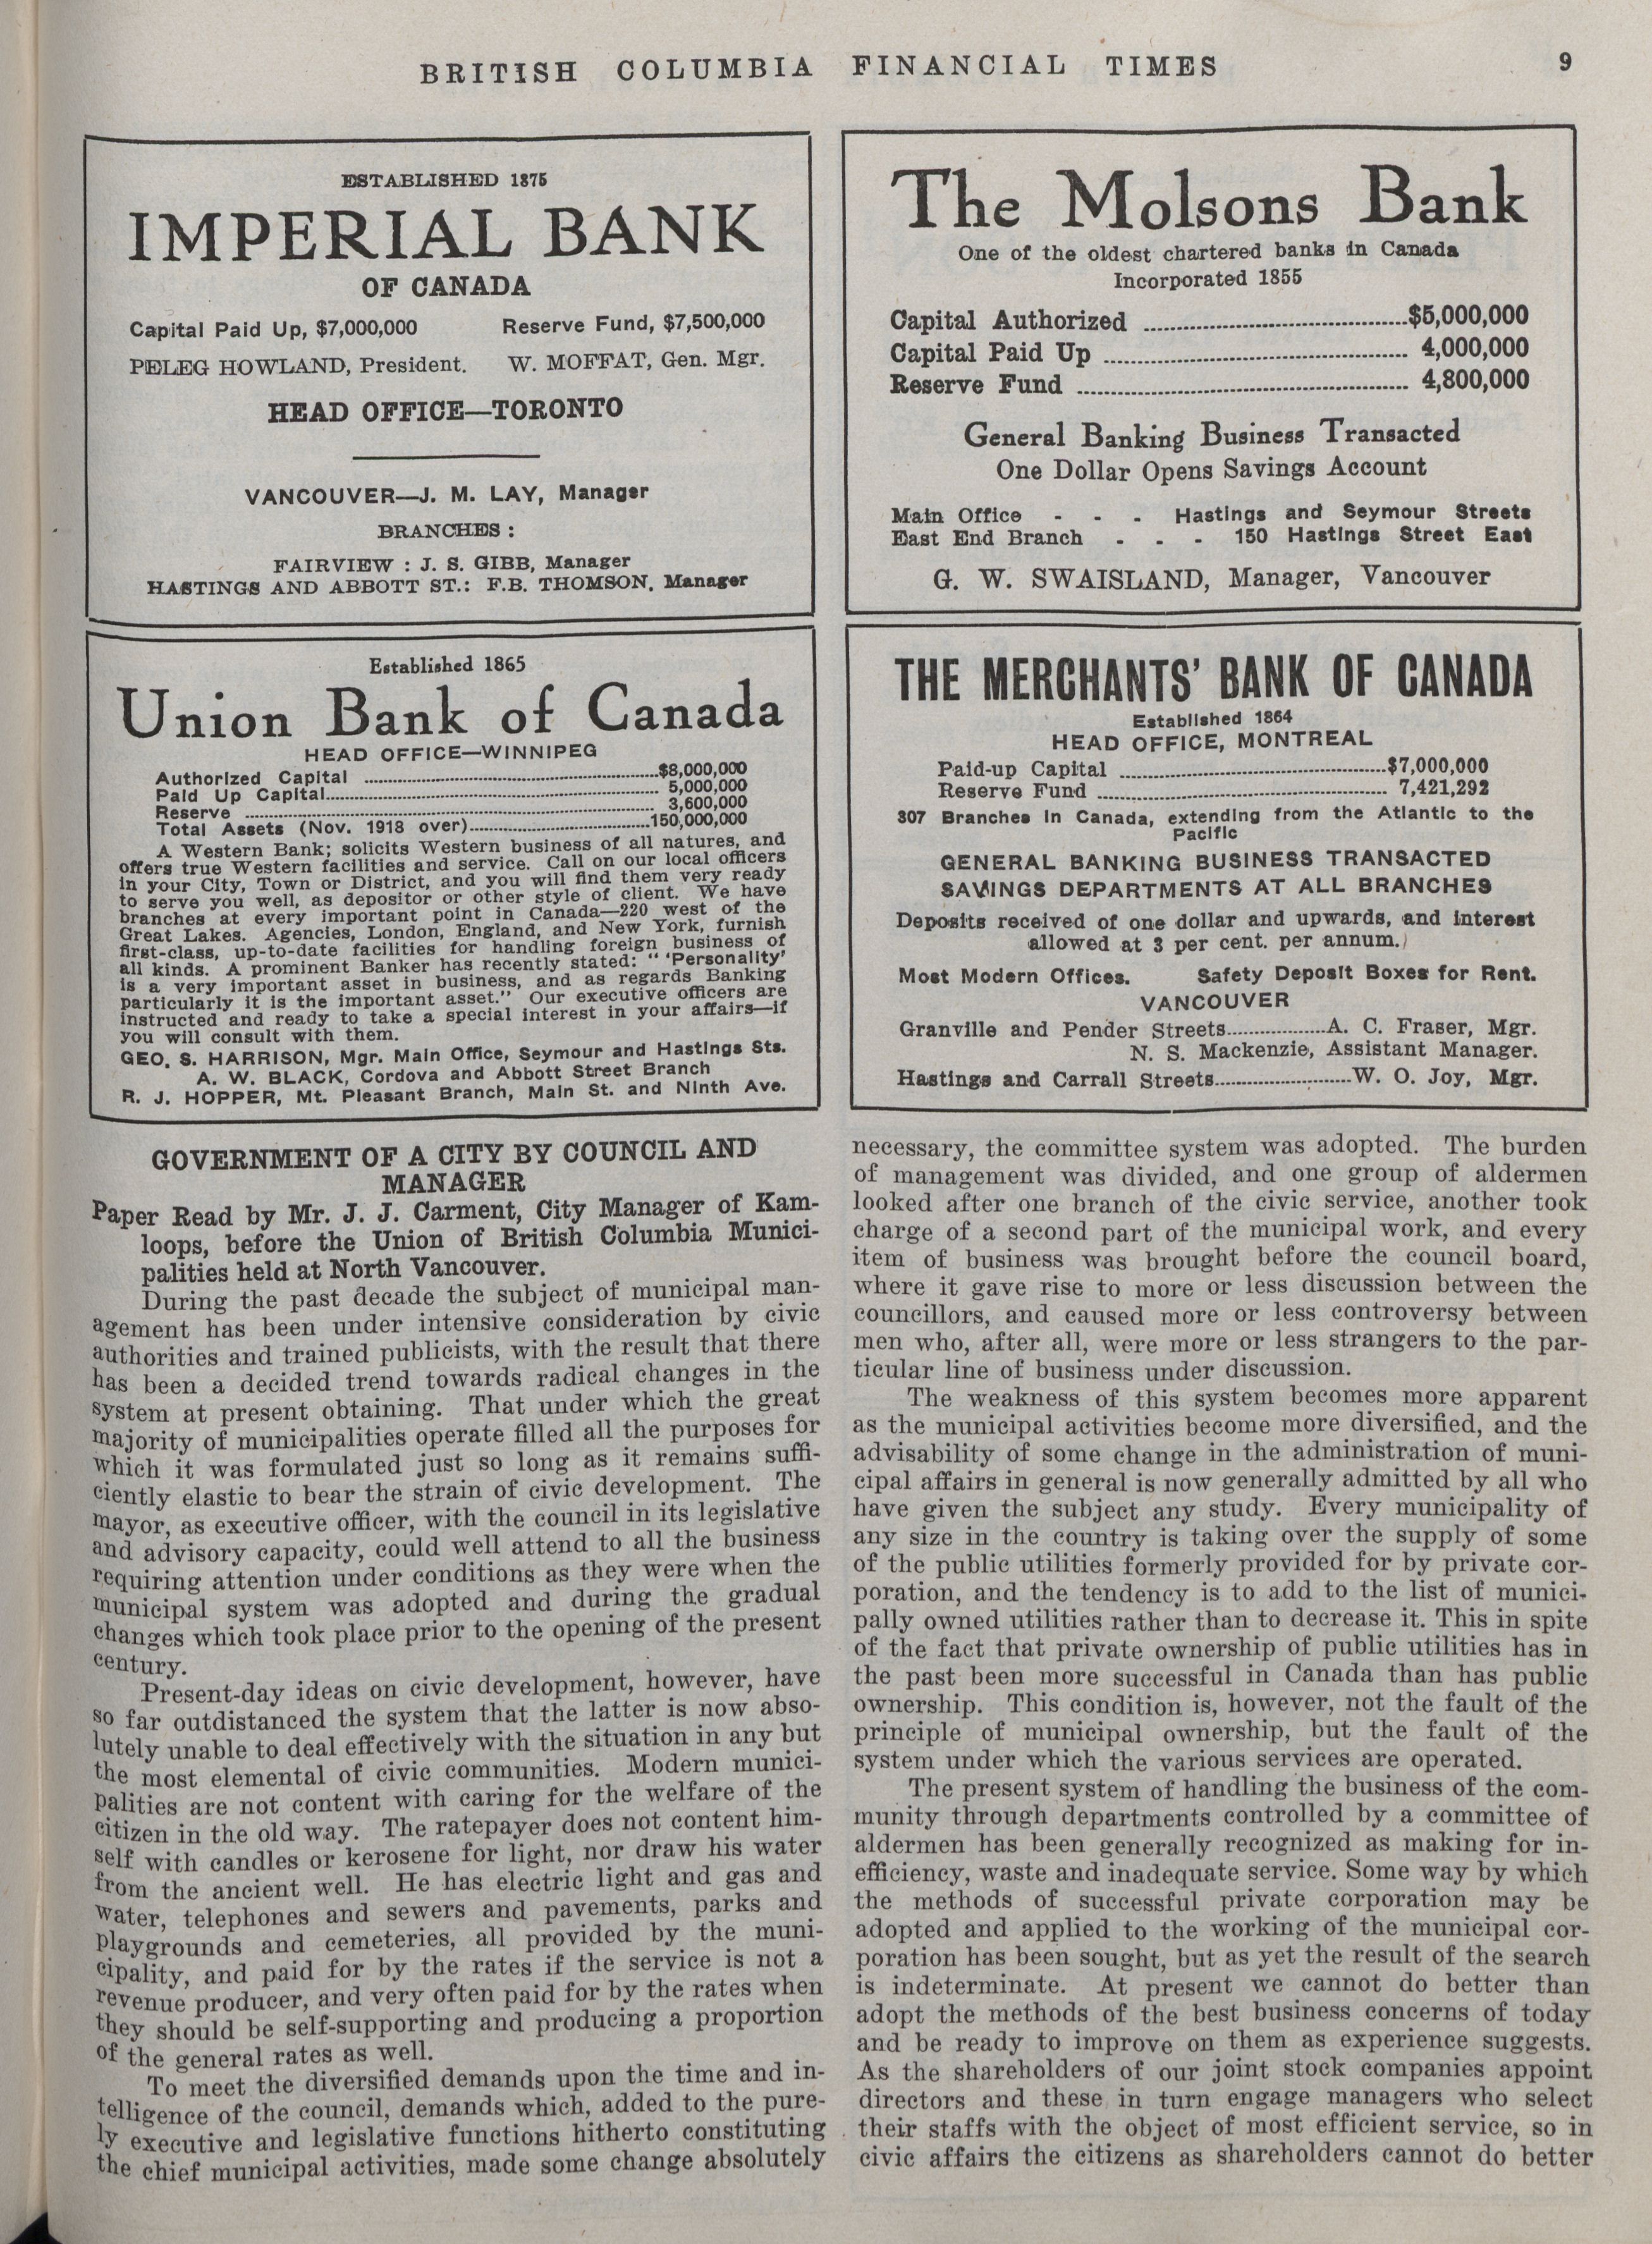 BRITISH COLUMBIA FINANCIAL TIMES 9
ESTABLISHED 1875
IMPERIAL BANK
OF CANADA
Capital Paid Up, $7,000,000 Reserve Fund, $7,500,000
PELEG HOWLAND, President. W. MOFFAT, Gen. Mgr.
HEAD OFFICE—TORONTO
VANCOUVER—J. M. LAY, Manager
BRANCHES :
FAIRVIEW : J. S. GIBB, Manager
HASTINGS AND ABBOTT ST.: F.B. THOMSON, Manager
The Molsons Bank
One of the oldest chartered banks in Canada
Incorporated 1855
Capital Authorized ........ $5,000,000
Capital Paid Up ........ 4,000,000
Reserve Fund ........ 4,800,000
General Banking Business Transacted
One Dollar Opens Savings Account
Main Office - - - Hastings and Seymour Streets
East End Branch - - - 150 Hastings Street East
G. W. SWAISLAND, Manager, Vancouver
Established 1865
Union Bank of Canada
HEAD OFFICE—WINNIPEG
Authorized Capital ........ $8,000,000
Paid Up Capital ........ 5,000,000
Reserve ........ 3,600,000
Total Assets (Nov. 1918 over) ........ 150,000,000
A Western Bank; solicits Western business of all natures, and
offers true Western facilities and service. Call on our local officers
in your City, Town or District, and you will find them very ready
to serve you well, as depositor or other style of client. We have
branches at every important point in Canada—220 west of the
Great Lakes. Agencies, London, England, and New York, furnish
first-class, up-to-date facilities for handling foreign business of
all kinds. A prominent Banker has recently stated: " 'Personality'
is a very important asset in business, and as regards Banking
particularly it is the important asset." Our executive officers are
instructed and ready to take a special interest in your affairs—if
you will consult with them.
GEO. S. HARRISON, Mgr. Main Office, Seymour and Hastings Sts.
A. W. BLACK, Cordova and Abbott Street Branch
R. J. HOPPER, Mt. Pleasant Branch, Main St. and Ninth Ave.
THE MERCHANTS' BANK OF CANADA
Established 1864
HEAD OFFICE, MONTREAL
Paid-up Capital ........ $7,000,000
Reserve Fund ........ 7,421,292
307 Branches in Canada, extending from the Atlantic to the
Pacific
GENERAL BANKING BUSINESS TRANSACTED
SAVINGS DEPARTMENTS AT ALL BRANCHES
Deposits received of one dollar and upwards, and interest
allowed at 3 per cent. per annum.
Most Modern Offices. Safety Deposit Boxes for Rent.
VANCOUVER
Granville and Pender Streets........A. C. Fraser, Mgr.
N. S. Mackenzie, Assistant Manager.
Hastings and Carrall Streets........W. O. Joy, Mgr.
GOVERNMENT OF A CITY BY COUNCIL AND
MANAGER
Paper Read by Mr. J. J. Carment, City Manager of Kam-
loops, before the Union of British Columbia Munici-
palities held at North Vancouver.
During the past decade the subject of municipal man-
agement has been under intensive consideration by civic
authorities and trained publicists, with the result that there
has been a decided trend towards radical changes in the
system at present obtaining. That under which the great
majority of municipalities operate filled all the purposes for
which it was formulated just so long as it remains suffi-
ciently elastic to bear the strain of civic development. The
mayor, as executive officer, with the council in its legislative
and advisory capacity, could well attend to all the business
requiring attention under conditions as they were when the
municipal system was adopted and during the gradual
changes which took place prior to the opening of the present
century.
Present-day ideas on civic development, however, have
so far outdistanced the system that the latter is now abso-
lutely unable to deal effectively with the situation in any but
the most elemental of civic communities. Modern munici-
palities are not content with caring for the welfare of the
citizen in the old way. The ratepayer does not content him-
self with candles or kerosene for light, nor draw his water
from the ancient well. He has electric light and gas and
water, telephones and sewers and pavements, parks and
playgrounds and cemeteries, all provided by the muni-
cipality, and paid for by the rates if the service is not a
revenue producer, and very often paid for by the rates when
they should be self-supporting and producing a proportion
of the general rates as well.
To meet the diversified demands upon the time and in-
telligence of the council, demands which, added to the pure-
ly executive and legislative functions hitherto constituting
the chief municipal activities, made some change absolutely
necessary, the committee system was adopted. The burden
of management was divided, and one group of aldermen
looked after one branch of the civic service, another took
charge of a second part of the municipal work, and every
item of business was brought before the council board,
where it gave rise to more or less discussion between the
councillors, and caused more or less controversy between
men who, after all, were more or less strangers to the par-
ticular line of business under discussion.
The weakness of this system becomes more apparent
as the municipal activities become more diversified, and the
advisability of some change in the administration of muni-
cipal affairs in general is now generally admitted by all who
have given the subject any study. Every municipality of
any size in the country is taking over the supply of some
of the public utilities formerly provided for by private cor-
poration, and the tendency is to add to the list of munici-
pally owned utilities rather than to decrease it. This in spite
of the fact that private ownership of public utilities has in
the past been more successful in Canada than has public
ownership. This condition is, however, not the fault of the
principle of municipal ownership, but the fault of the
system under which the various services are operated.
The present system of handling the business of the com-
munity through departments controlled by a committee of
aldermen has been generally recognized as making for in-
efficiency, waste and inadequate service. Some way by which
the methods of successful private corporation may be
adopted and applied to the working of the municipal cor-
poration has been sought, but as yet the result of the search
is indeterminate. At present we cannot do better than
adopt the methods of the best business concerns of today
and be ready to improve on them as experience suggests.
As the shareholders of our joint stock companies appoint
directors and these in turn engage managers who select
their staffs with the object of most efficient service, so in
civic affairs the citizens as shareholders cannot do better